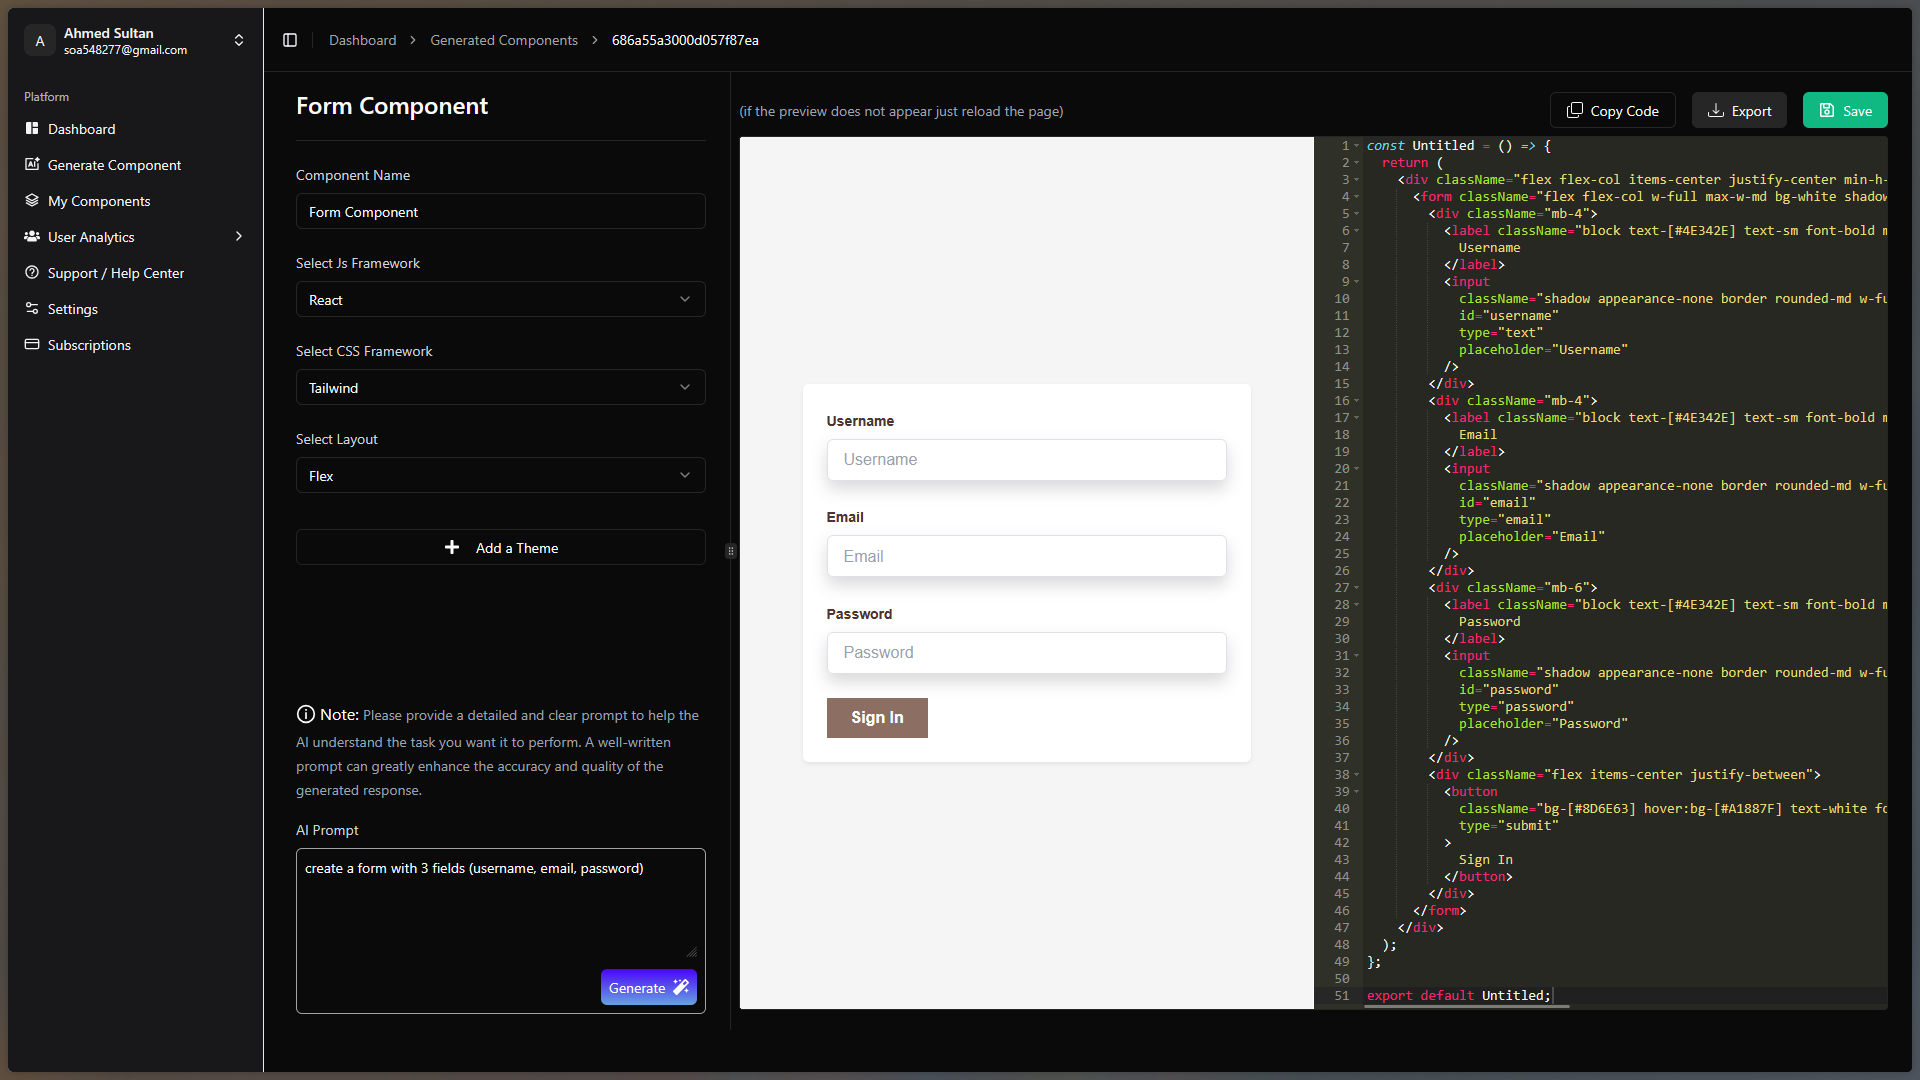 A
Ahmed Sultan
soa548277@gmail.com
Platform
Dashboard
Generate Component
My Components
User Analytics
Support / Help Center
Settings
Subscriptions
Dashboard > Generated Components > 686a55a3000d057f87ea
Form Component
Component Name
Form Component
Select Js Framework
React
Select CSS Framework
Tailwind
Select Layout
Flex
Add a Theme
Note: Please provide a detailed and clear prompt to help the
AI understand the task you want it to perform. A well-written
prompt can greatly enhance the accuracy and quality of the
generated response.
AI Prompt
create a form with 3 fields (username, email, password)
Generate
(if the preview does not appear just reload the page)
Copy Code
Export
Save
Username
Username
Email
Email
Password
Password
Sign In
1 const Untitled = () => {
2 return (
3 <div className="flex flex-col items-center justify-center min-h-
4 <form className="flex flex-col w-full max-w-md bg-white shadow
5 <div className="mb-4">
6 <label className="block text-[#4E342E] text-sm font-bold m
7 Username
8 </label>
9 <input
10 className="shadow appearance-none border rounded-md w-fu
11 id="username"
12 type="text"
13 placeholder="Username"
14 />
15 </div>
16 <div className="mb-4">
17 <label className="block text-[#4E342E] text-sm font-bold m
18 Email
19 </label>
20 <input
21 className="shadow appearance-none border rounded-md w-fu
22 id="email"
23 type="email"
24 placeholder="Email"
25 />
26 </div>
27 <div className="mb-6">
28 <label className="block text-[#4E342E] text-sm font-bold m
29 Password
30 </label>
31 <input
32 className="shadow appearance-none border rounded-md w-fu
33 id="password"
34 type="password"
35 placeholder="Password"
36 />
37 </div>
38 <div className="flex items-center justify-between">
39 <button
40 className="bg-[#8D6E63] hover:bg-[#A1887F] text-white fo
41 type="submit"
42 >
43 Sign In
44 </button>
45 </div>
46 </form>
47 </div>
48 );
49 };
50
51 export default Untitled;